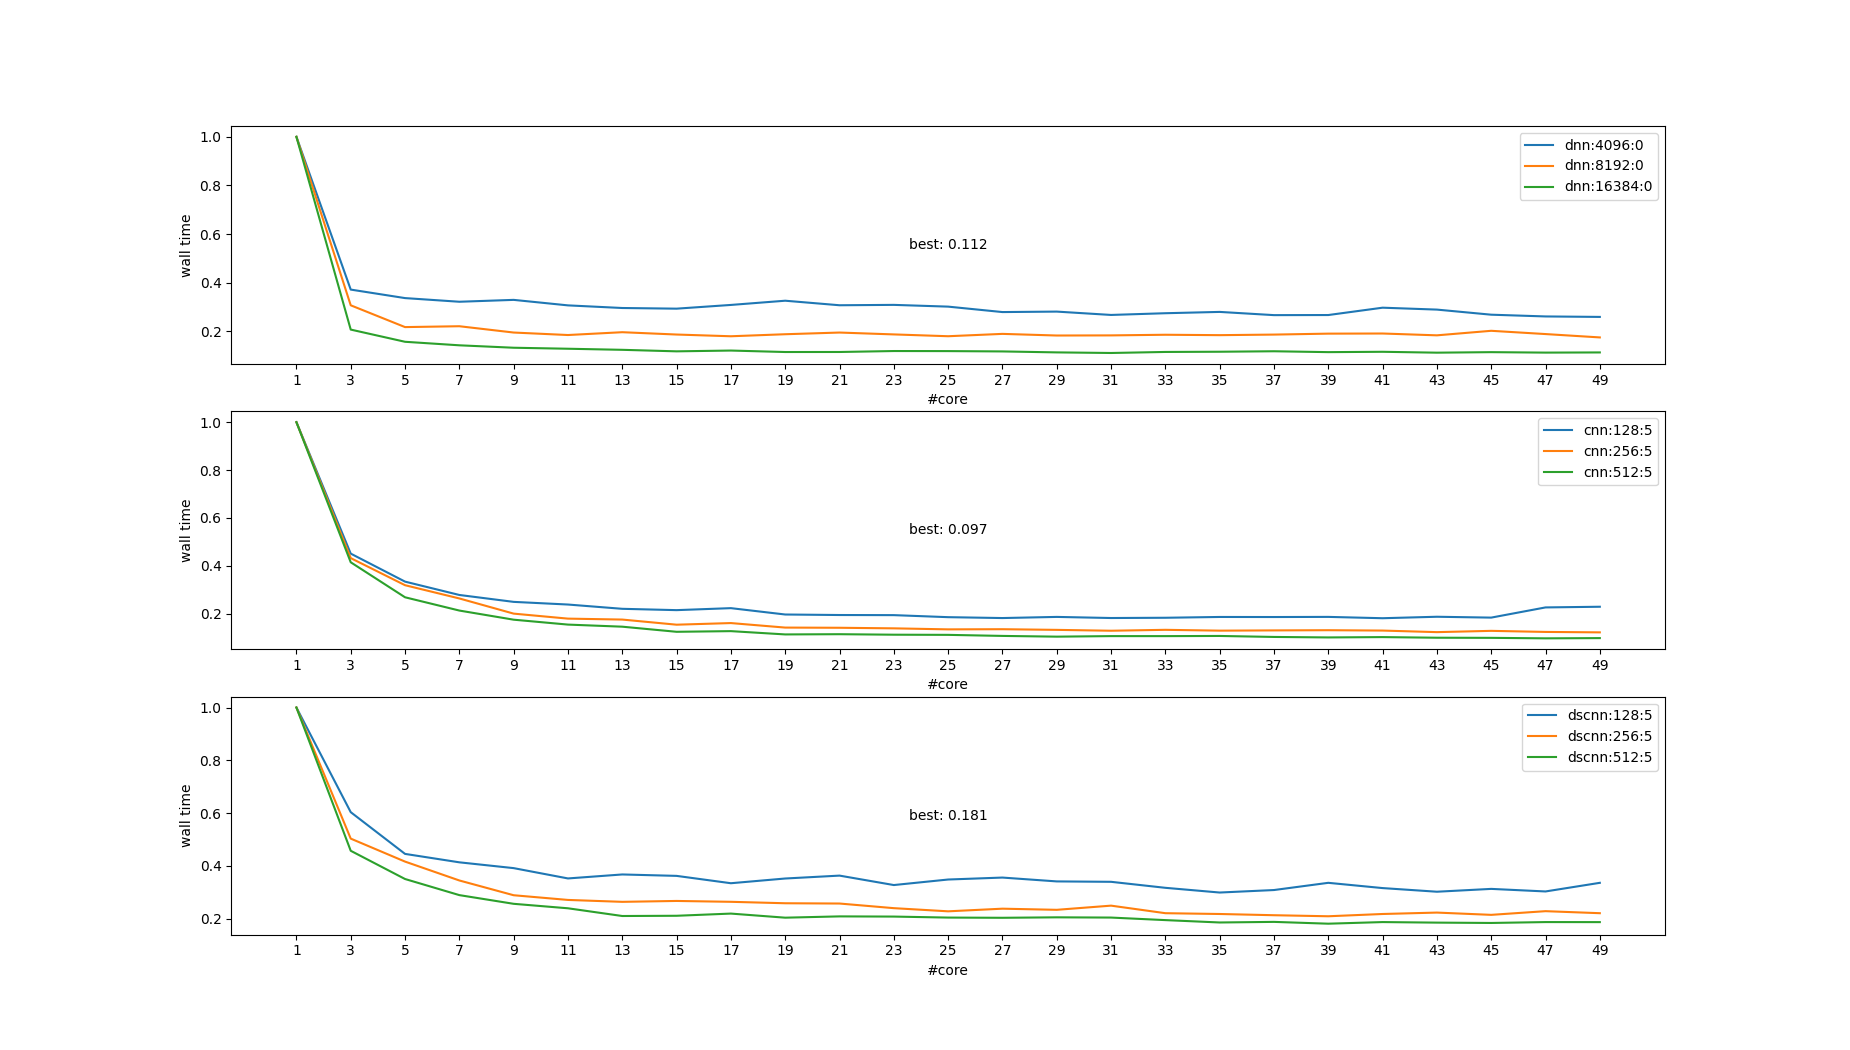 1.0
0.8
0.6
0.4
0.2
wall time
dnn:4096:0
dnn:8192:0
dnn:16384:0
best: 0.112
1 3 5 7 9 11 13 15 17 19 21 23 25 27 29 31 33 35 37 39 41 43 45 47 49
#core
1.0
0.8
0.6
0.4
0.2
wall time
cnn:128:5
cnn:256:5
cnn:512:5
best: 0.097
1 3 5 7 9 11 13 15 17 19 21 23 25 27 29 31 33 35 37 39 41 43 45 47 49
#core
1.0
0.8
0.6
0.4
0.2
wall time
dscnn:128:5
dscnn:256:5
dscnn:512:5
best: 0.181
1 3 5 7 9 11 13 15 17 19 21 23 25 27 29 31 33 35 37 39 41 43 45 47 49
#core